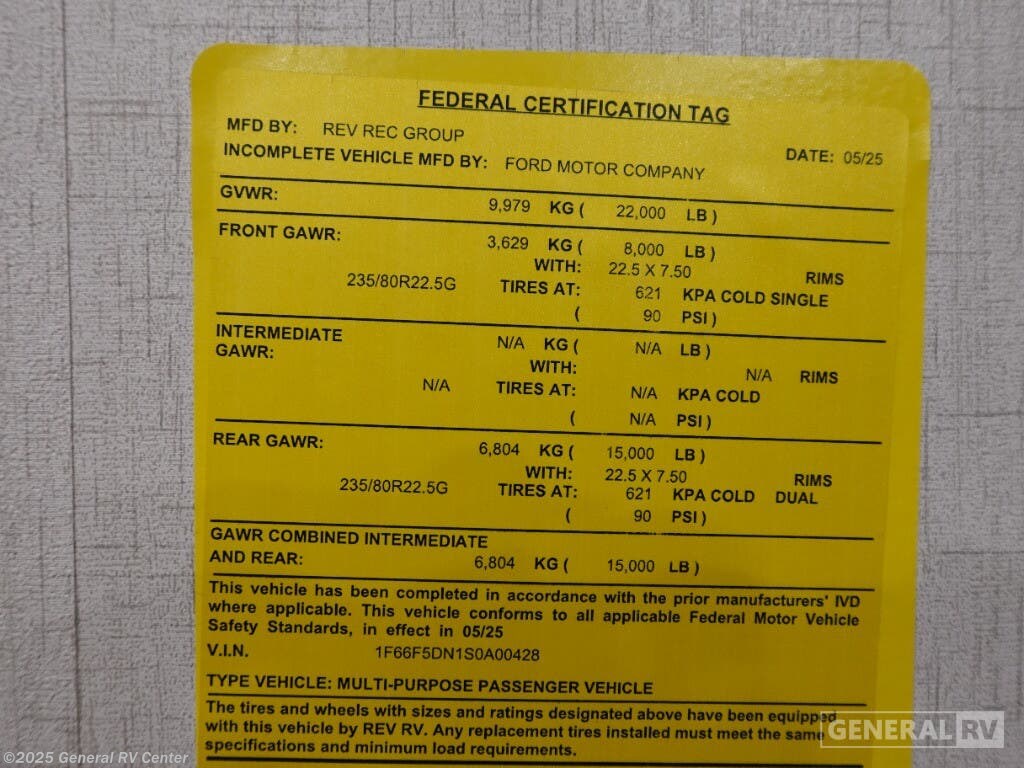 FEDERAL CERTIFICATION TAG
MFD BY: REV REC GROUP DATE: 05/25
INCOMPLETE VEHICLE MFD BY: FORD MOTOR COMPANY
GVWR: 9,979 KG ( 22,000 LB )
FRONT GAWR: 3,629 KG ( 8,000 LB )
WITH: 22.5 X 7.50 RIMS
235/80R22.5G TIRES AT: 621 KPA COLD SINGLE
( 90 PSI )
INTERMEDIATE
GAWR: N/A KG ( N/A LB )
WITH: N/A RIMS
N/A TIRES AT: N/A KPA COLD
( N/A PSI )
REAR GAWR: 6,804 KG ( 15,000 LB )
WITH: 22.5 X 7.50 RIMS
235/80R22.5G TIRES AT: 621 KPA COLD DUAL
( 90 PSI )
GAWR COMBINED INTERMEDIATE
AND REAR: 6,804 KG ( 15,000 LB )
This vehicle has been completed in accordance with the prior manufacturers' IVD
where applicable. This vehicle conforms to all applicable Federal Motor Vehicle
Safety Standards, in effect in 05/25
V.I.N. 1F66F5DN1S0A00428
TYPE VEHICLE: MULTI-PURPOSE PASSENGER VEHICLE
The tires and wheels with sizes and ratings designated above have been equipped
with this vehicle by REV RV. Any replacement tires installed must meet the same
specifications and minimum load requirements.
GENERAL RV
©2025 General RV Center